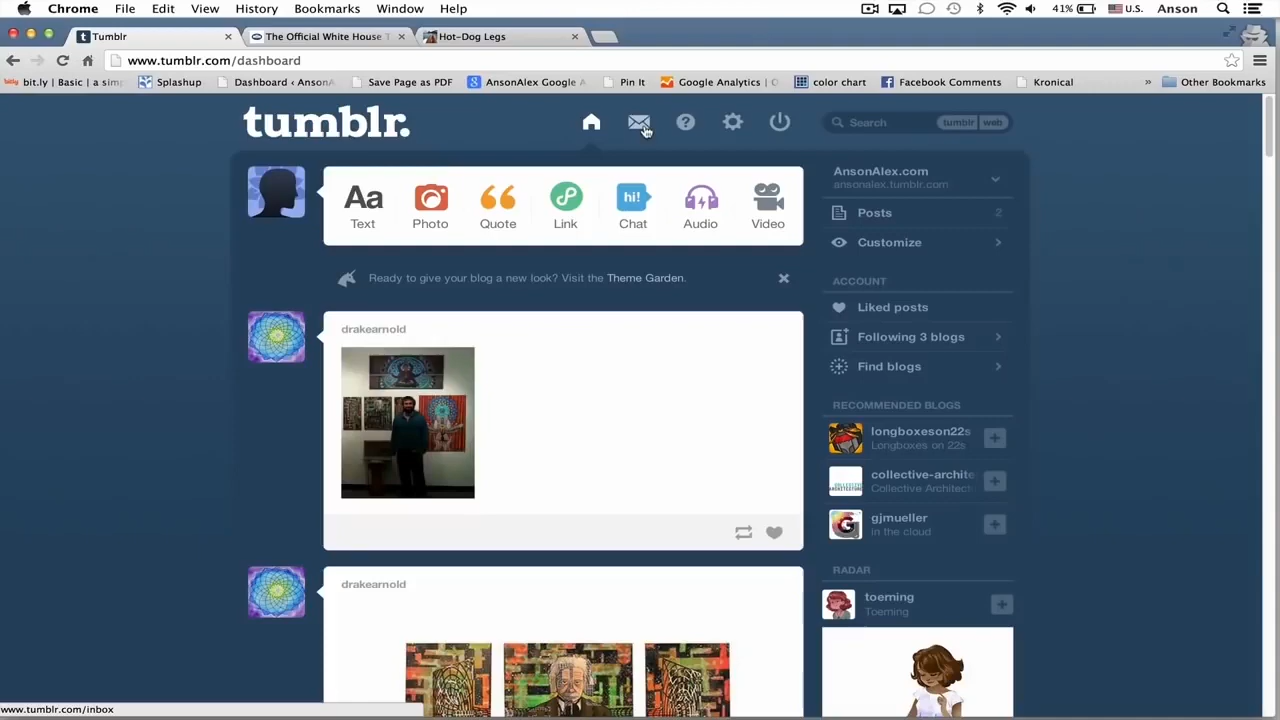 Chrome File Edit View History Bookmarks Window Help 41% U.S. Anson
Tumblr The Official White House T Hot-Dog Legs
www.tumblr.com/dashboard
bit.ly | Basic | a sim Splashup Dashboard ‹ Anson Save Page as PDF AnsonAlex Google A Pin It Google Analytics | O color chart Facebook Comments Kronical » Other Bookmarks
tumblr.
Search tumblr web
AnsonAlex.com
ansonalex.tumblr.com
Aa hi!
Text Photo Quote Link Chat Audio Video
Posts 2
Customize
Ready to give your blog a new look? Visit the Theme Garden.
ACCOUNT
Liked posts
Following 3 blogs
Find blogs
drakearnold
RECOMMENDED BLOGS
longboxeson22s
Longboxes on 22s
collective-archite
Collective Architect
gjmueller
in the cloud
RADAR
toerning
Toerning
drakearnold
www.tumblr.com/inbox